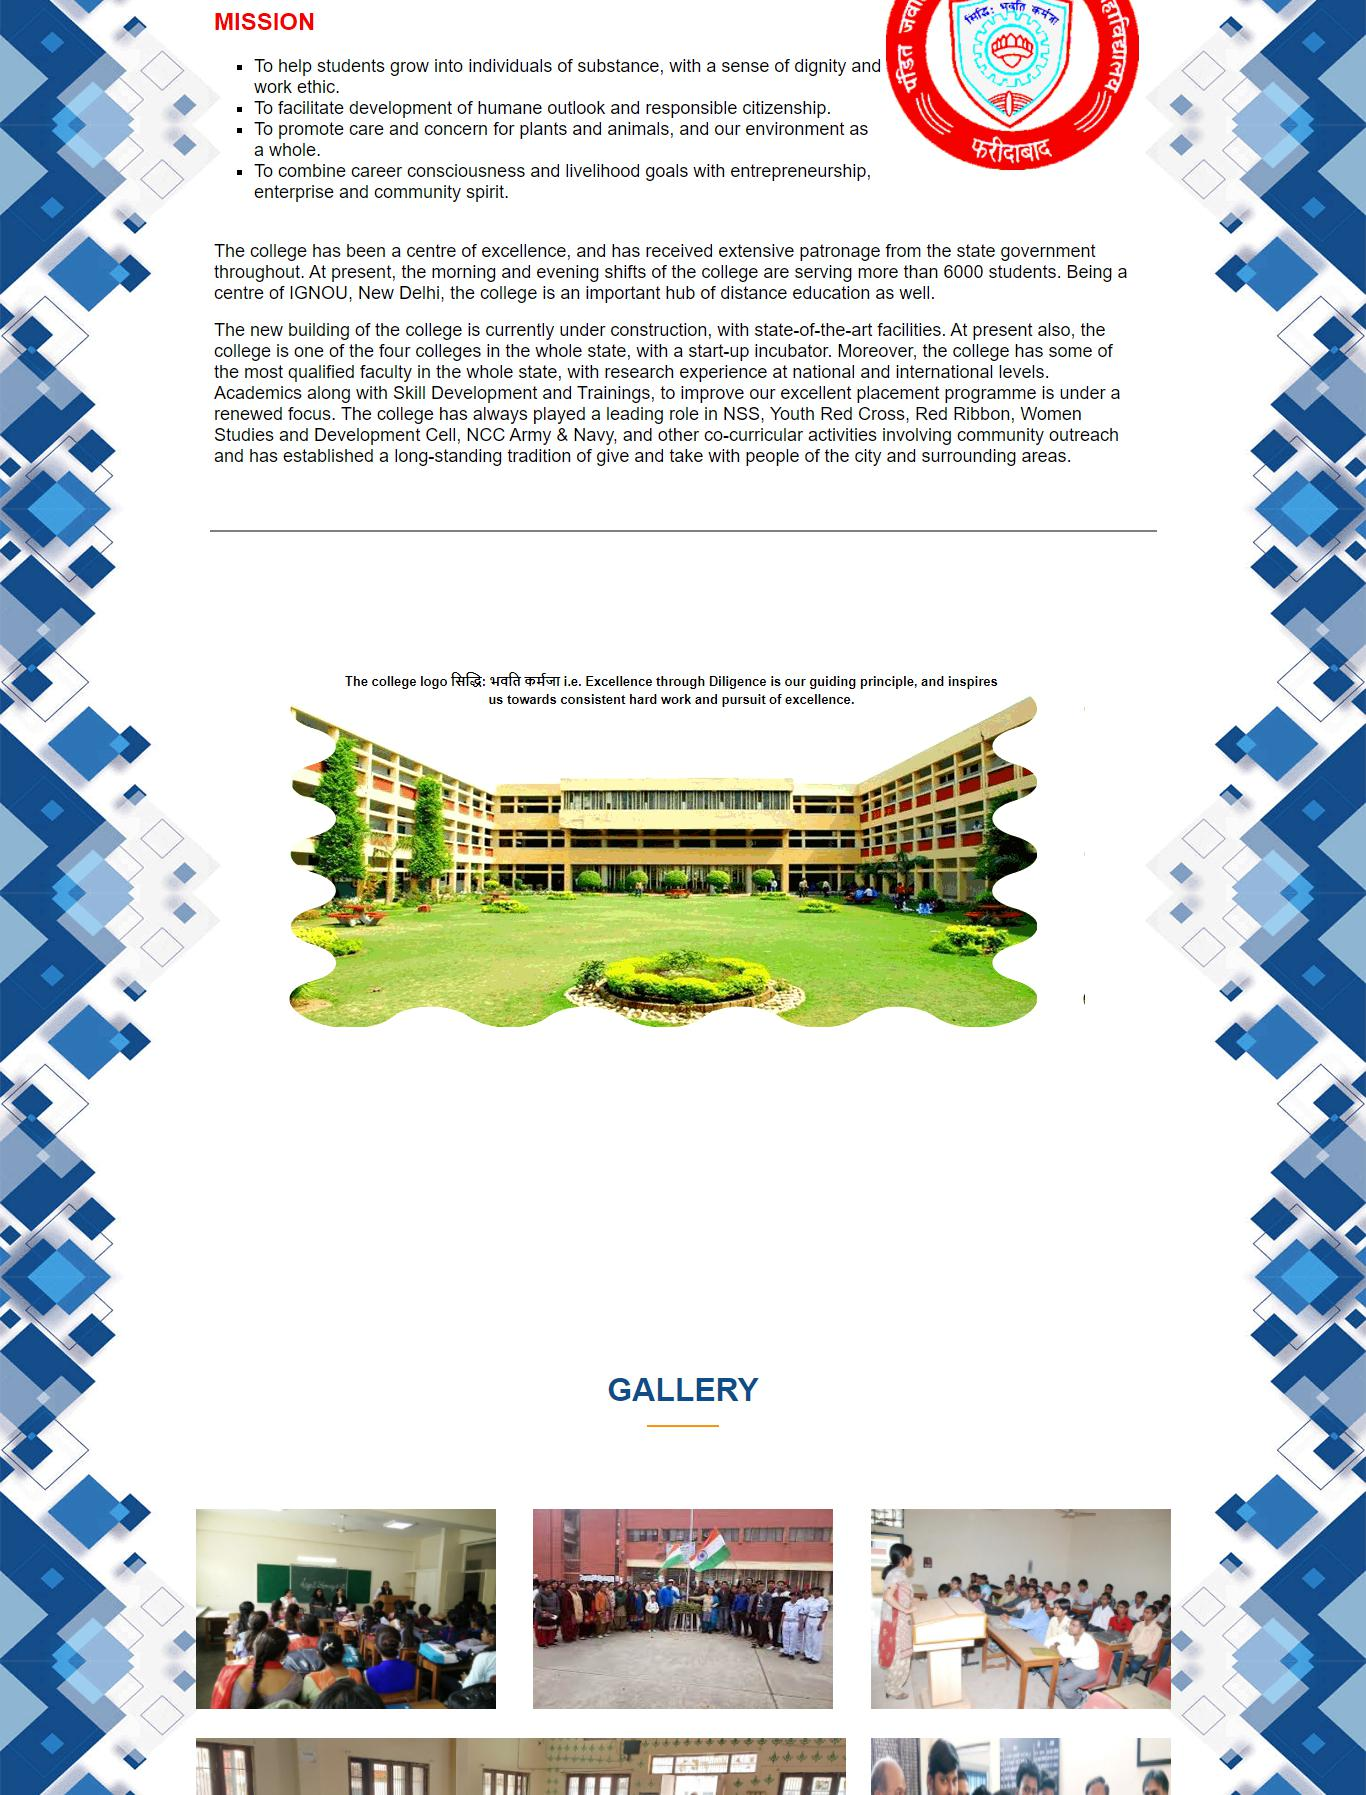 MISSION
To help students grow into individuals of substance, with a sense of dignity and
work ethic.
To facilitate development of humane outlook and responsible citizenship.
To promote care and concern for plants and animals, and our environment as
a whole.
To combine career consciousness and livelihood goals with entrepreneurship,
enterprise and community spirit.
पंडित जवा
सिद्धि: भवति कर्मजा
हाविद्यालय
फरीदाबाद
The college has been a centre of excellence, and has received extensive patronage from the state government
throughout. At present, the morning and evening shifts of the college are serving more than 6000 students. Being a
centre of IGNOU, New Delhi, the college is an important hub of distance education as well.
The new building of the college is currently under construction, with state-of-the-art facilities. At present also, the
college is one of the four colleges in the whole state, with a start-up incubator. Moreover, the college has some of
the most qualified faculty in the whole state, with research experience at national and international levels.
Academics along with Skill Development and Trainings, to improve our excellent placement programme is under a
renewed focus. The college has always played a leading role in NSS, Youth Red Cross, Red Ribbon, Women
Studies and Development Cell, NCC Army & Navy, and other co-curricular activities involving community outreach
and has established a long-standing tradition of give and take with people of the city and surrounding areas.
The college logo सिद्धि: भवति कर्मजा i.e. Excellence through Diligence is our guiding principle, and inspires
us towards consistent hard work and pursuit of excellence.
GALLERY